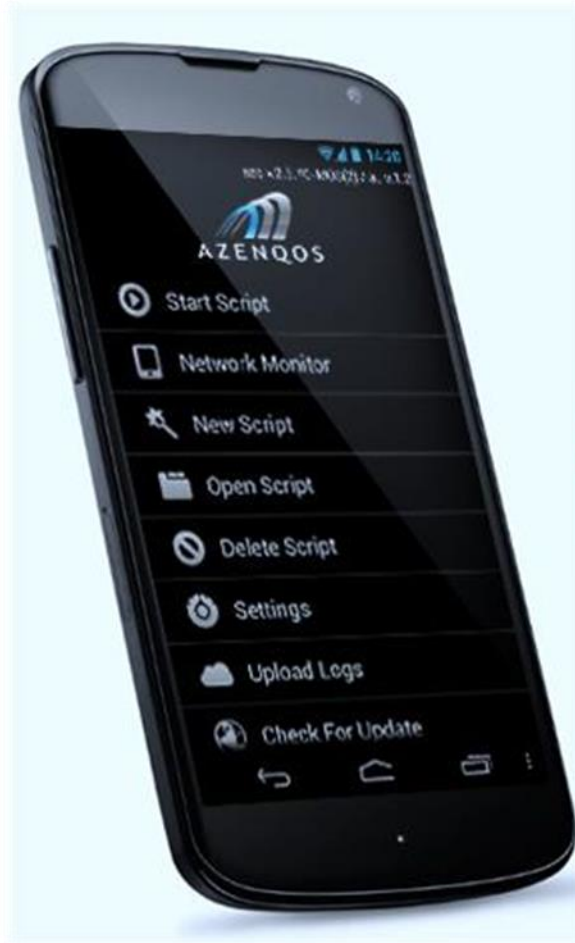 14:20
AZENQOS
Start Script
Network Monitor
New Script
Open Script
Delete Script
Settings
Upload Logs
Check For Update